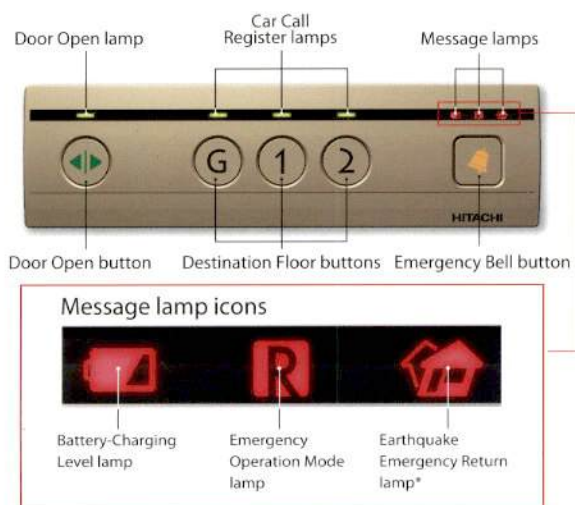 Door Open lamp
Car Call
Register lamps
Message lamps
G
1
2
HITACHI
Door Open button
Destination Floor buttons
Emergency Bell button
Message lamp icons
R
Battery-Charging
Level lamp
Emergency
Operation Mode
lamp
Earthquake
Emergency Return
lamp*